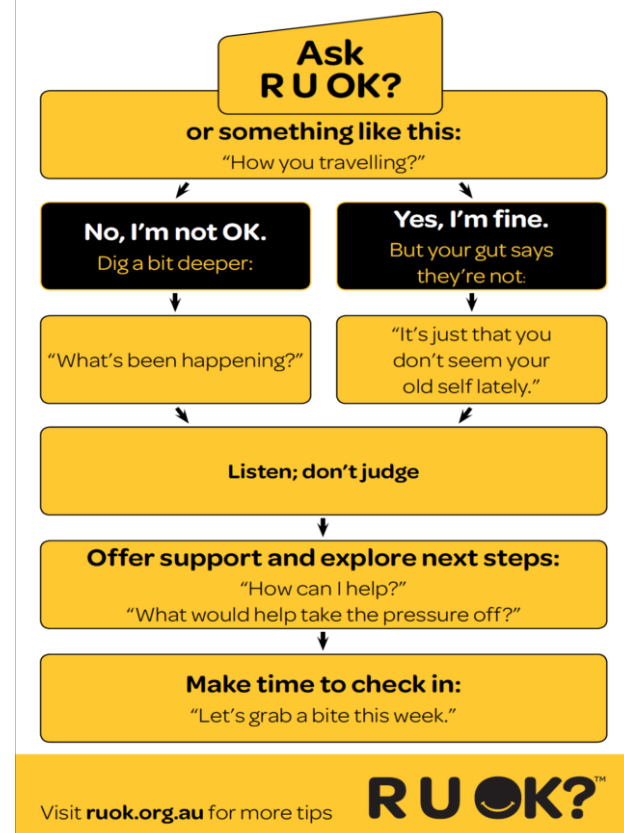 Ask
R U OK?
or something like this:
“How you travelling?”
No, I’m not OK.
Dig a bit deeper:
Yes, I’m fine.
But your gut says
they’re not:
“What’s been happening?”
“It’s just that you
don’t seem your
old self lately.”
Listen; don’t judge
Offer support and explore next steps:
“How can I help?”
“What would help take the pressure off?”
Make time to check in:
“Let’s grab a bite this week.”
Visit ruok.org.au for more tips
R U OK?™